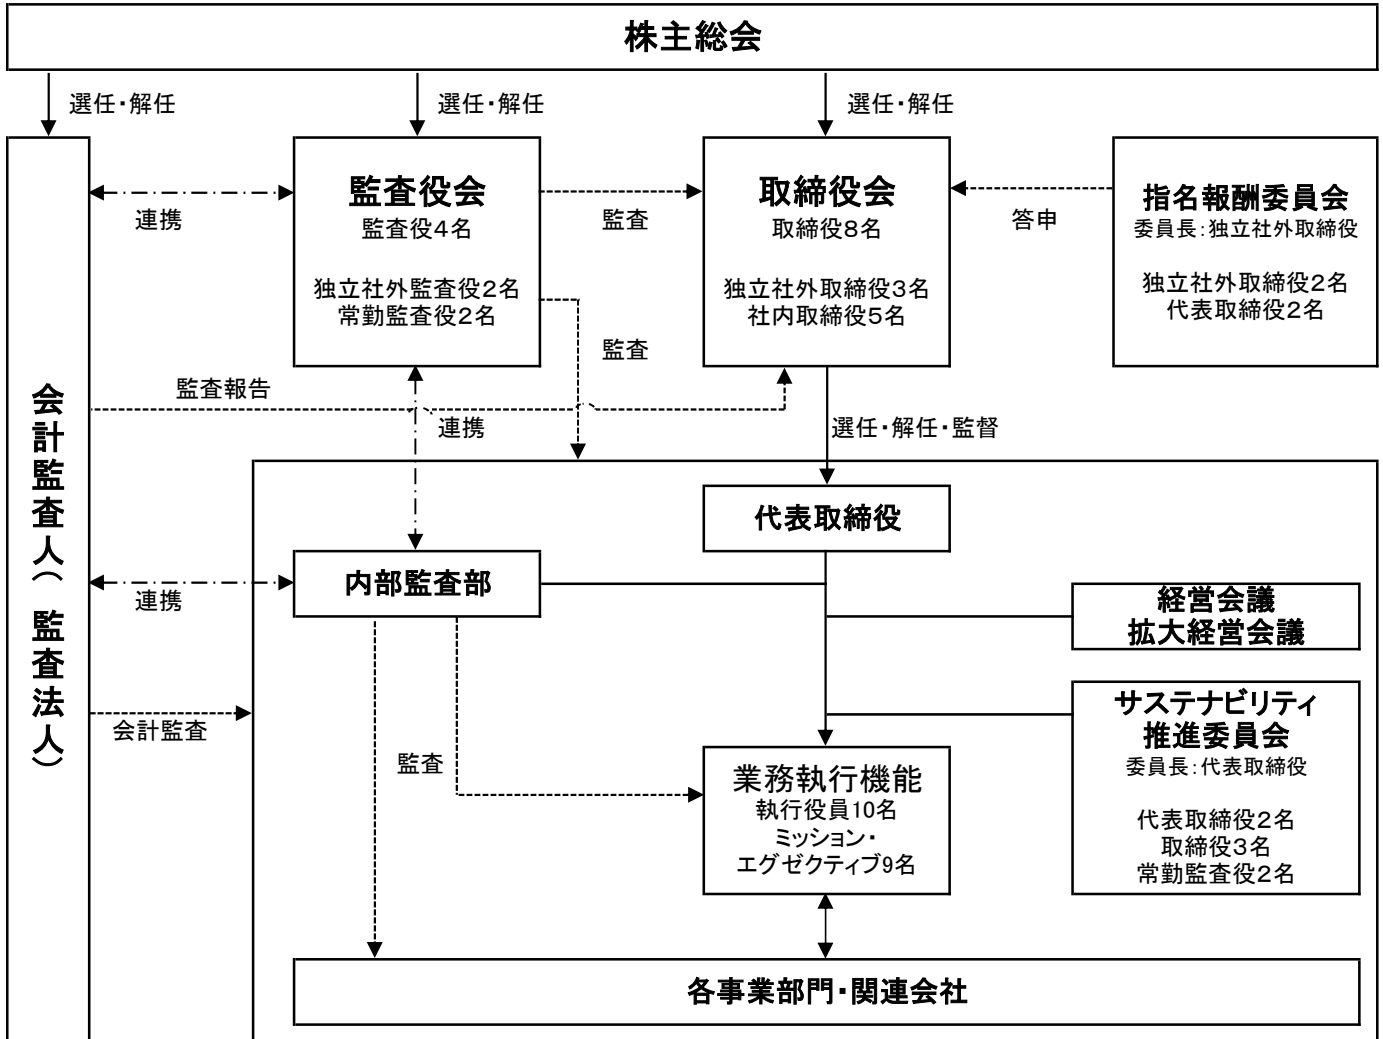 株主総会
選任・解任
選任・解任
選任・解任
監査役会
監査役4名
独立社外監査役2名
常勤監査役2名
取締役会
取締役8名
独立社外取締役3名
社内取締役5名
指名報酬委員会
委員長:独立社外取締役
独立社外取締役2名
代表取締役2名
連携
監査
答申
監査
監査報告
連携
選任・解任・監督
会計監査人(監査法人)
代表取締役
内部監査部
連携
経営会議
拡大経営会議
会計監査
監査
サステナビリティ
推進委員会
委員長:代表取締役
代表取締役2名
取締役3名
常勤監査役2名
業務執行機能
執行役員10名
ミッション・
エグゼクティブ9名
各事業部門・関連会社